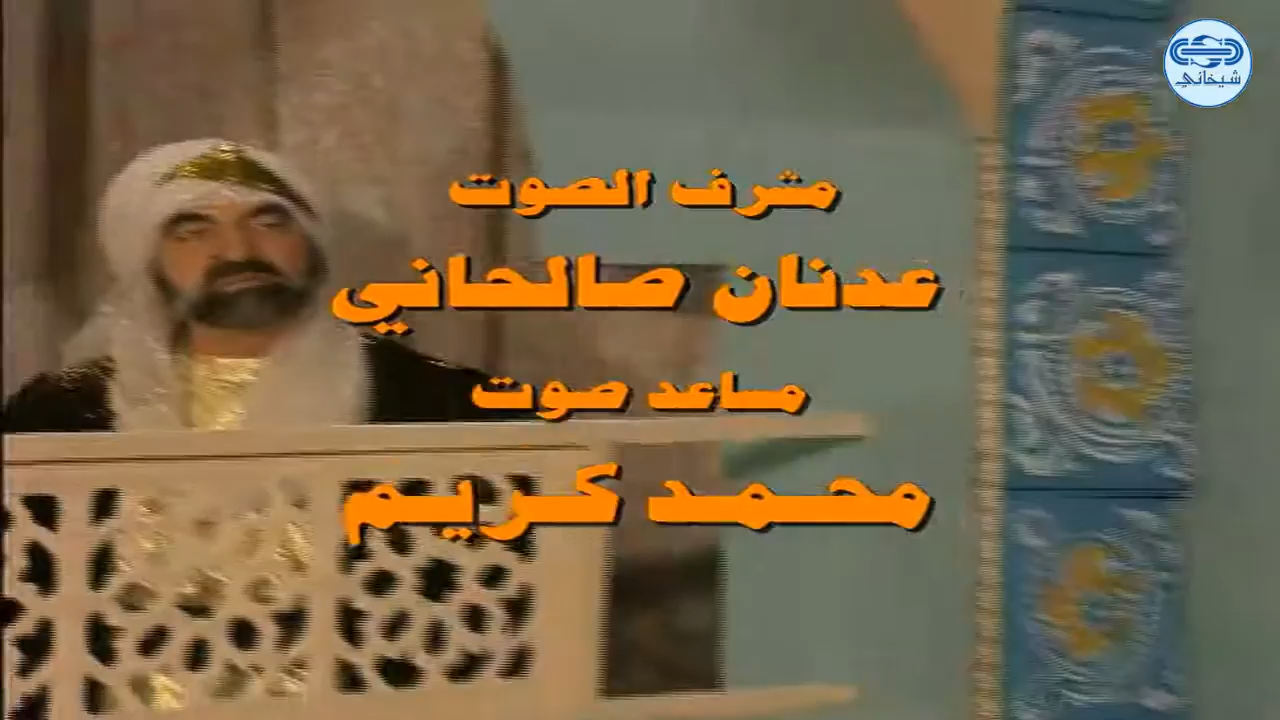 شيخاني
مشرف الصوت
عدنان صالحاني
مساعد صوت
محمد كريم